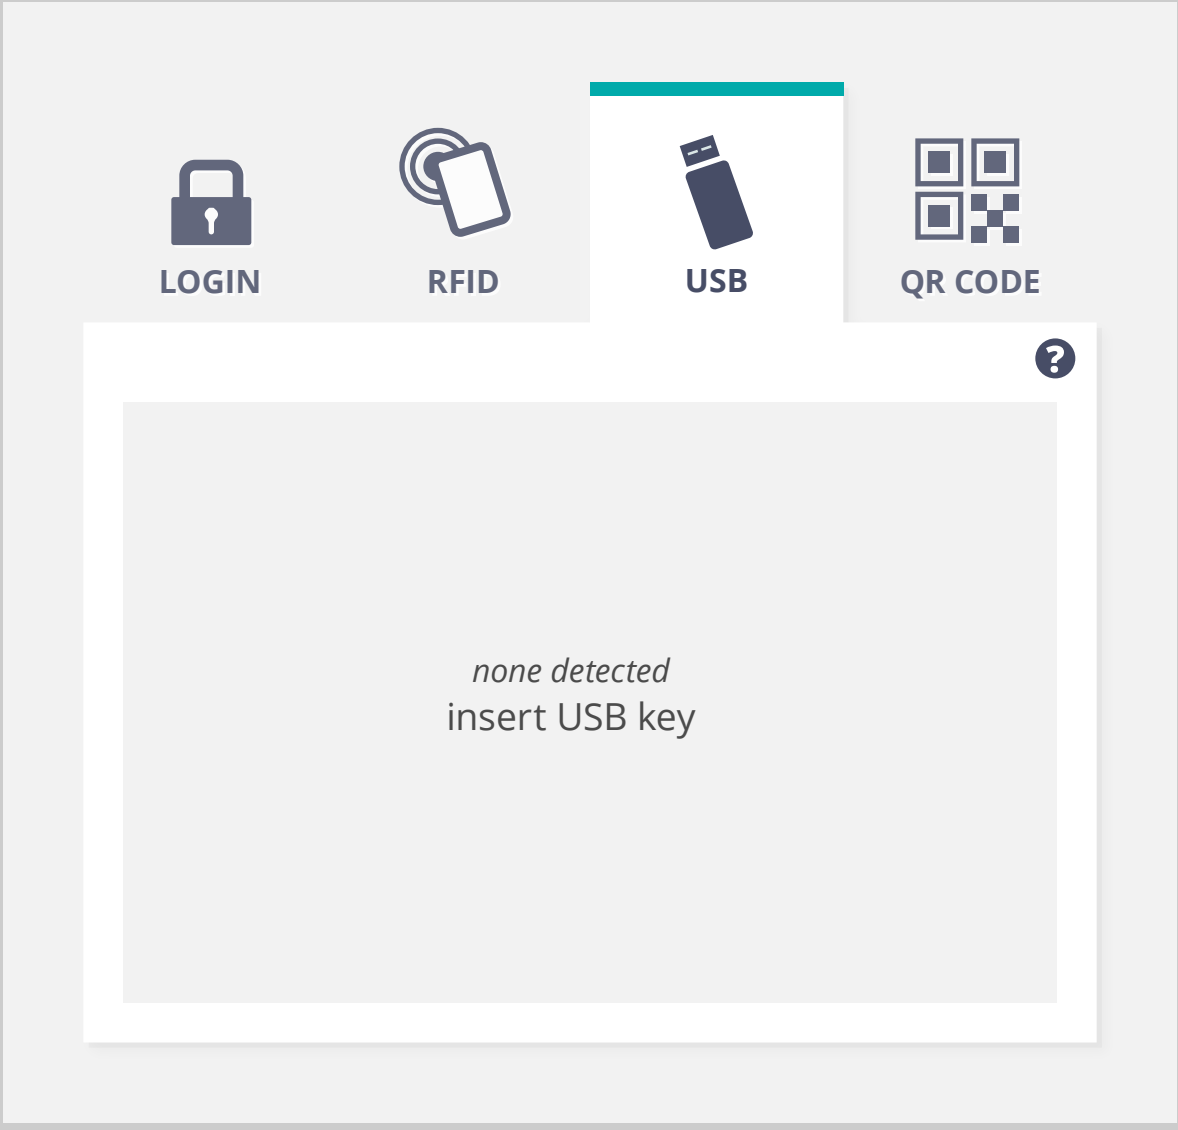 LOGIN
RFID
USB
QR CODE
?
none detected
insert USB key